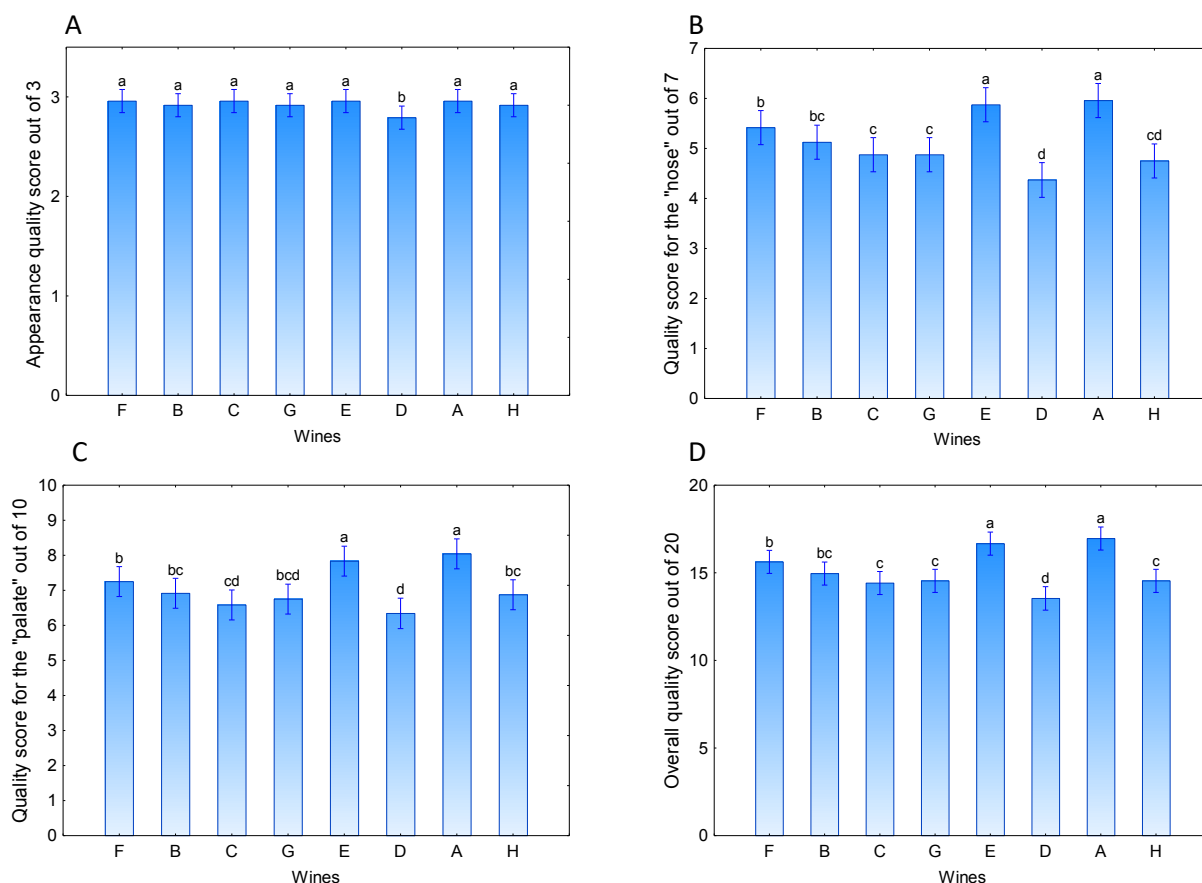 A
Appearance quality score out of 3
3
2
1
0
a a a a a b a a
F B C G E D A H
Wines
B
Quality score for the "nose" out of 7
7
6
5
4
3
2
1
0
b bc c c a d a cd
F B C G E D A H
Wines
C
Quality score for the "palate" out of 10
10
9
8
7
6
5
4
3
2
1
0
b bc cd bcd a d a bc
F B C G E D A H
Wines
D
Overall quality score out of 20
20
15
10
5
0
b bc c c a d a c
F B C G E D A H
Wines